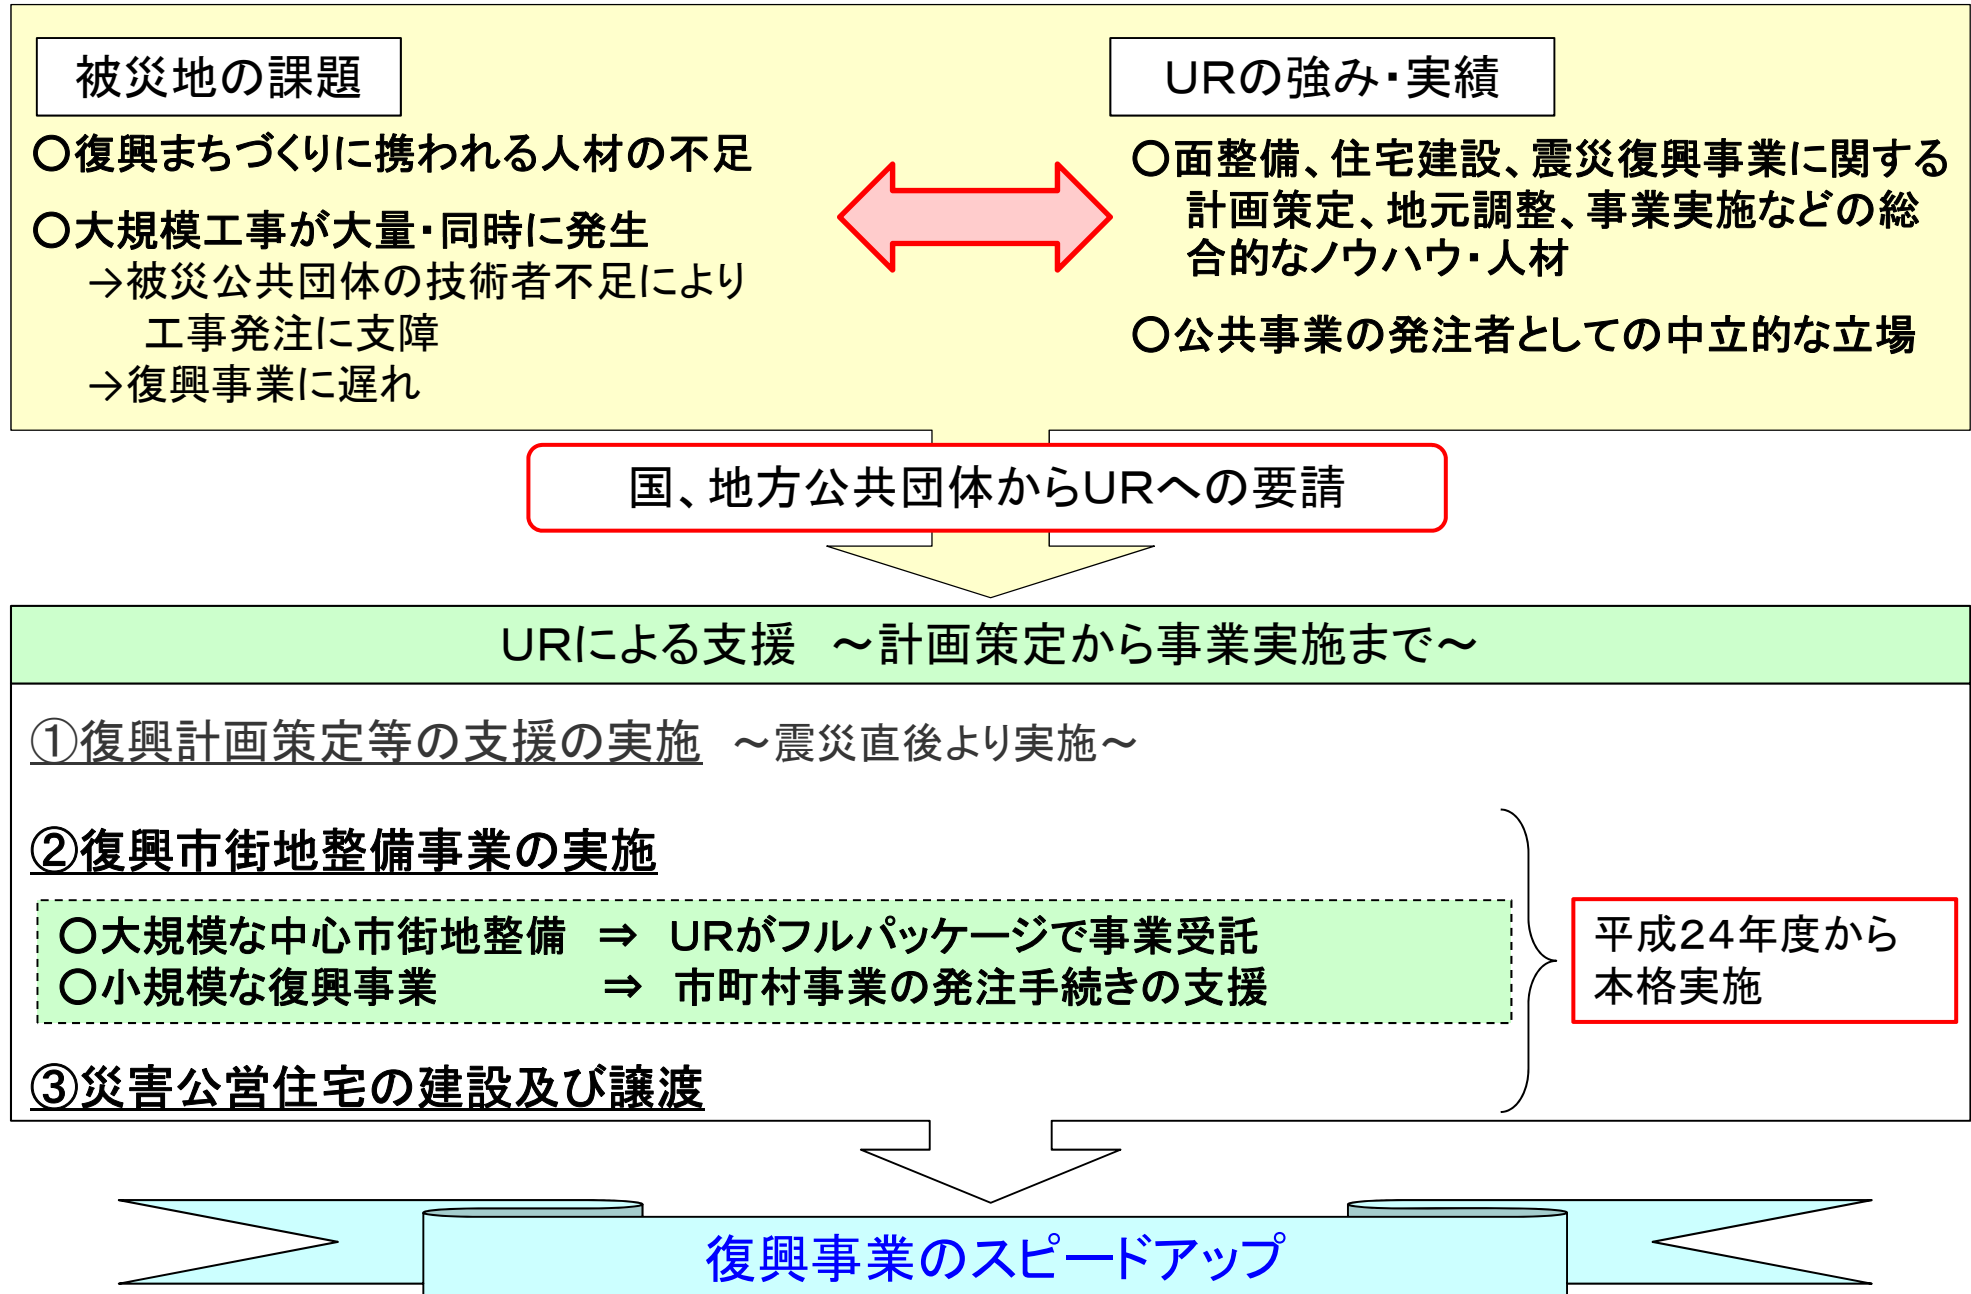 被災地の課題
〇復興まちづくりに携われる人材の不足
〇大規模工事が大量・同時に発生
→被災公共団体の技術者不足により
工事発注に支障
→復興事業に遅れ
ＵＲの強み・実績
〇面整備、住宅建設、震災復興事業に関する
計画策定、地元調整、事業実施などの総
合的なノウハウ・人材
〇公共事業の発注者としての中立的な立場
国、地方公共団体からＵＲへの要請
ＵＲによる支援　～計画策定から事業実施まで～
①復興計画策定等の支援の実施　～震災直後より実施～
②復興市街地整備事業の実施
〇大規模な中心市街地整備　⇒　ＵＲがフルパッケージで事業受託
〇小規模な復興事業　⇒　市町村事業の発注手続きの支援
③災害公営住宅の建設及び譲渡
平成２４年度から
本格実施
復興事業のスピードアップ